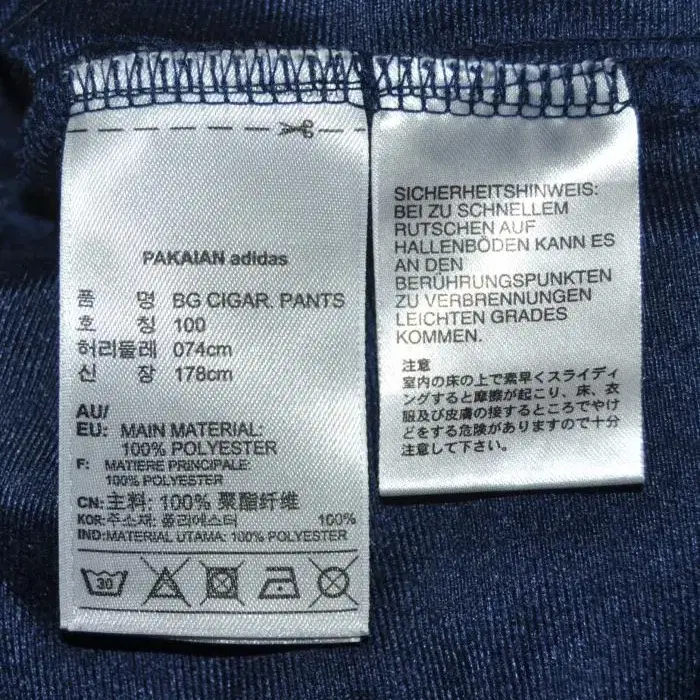 PAKAIAN adidas
품 명 BG CIGAR. PANTS
호 칭 100
허리둘레 074cm
신 장 178cm
AU/
EU: MAIN MATERIAL:
100% POLYESTER
F: MATIERE PRINCIPALE:
100% POLYESTER
CN: 主料: 100% 聚酯纤维
KOR:주소재: 폴리에스터 100%
IND:MATERIAL UTAMA: 100% POLYESTER
30
SICHERHEITSHINWEIS:
BEI ZU SCHNELLEM
RUTSCHEN AUF
HALLENBÖDEN KANN ES
AN DEN
BERÜHRUNGSPUNKTEN
ZU VERBRENNUNGEN
LEICHTEN GRADES
KOMMEN.
注意
室内の床の上で素早くスライディ
ングすると摩擦が起こり、床、衣
服及び皮膚の接するところでやけ
どをする危険がありますので十分
注意して下さい。